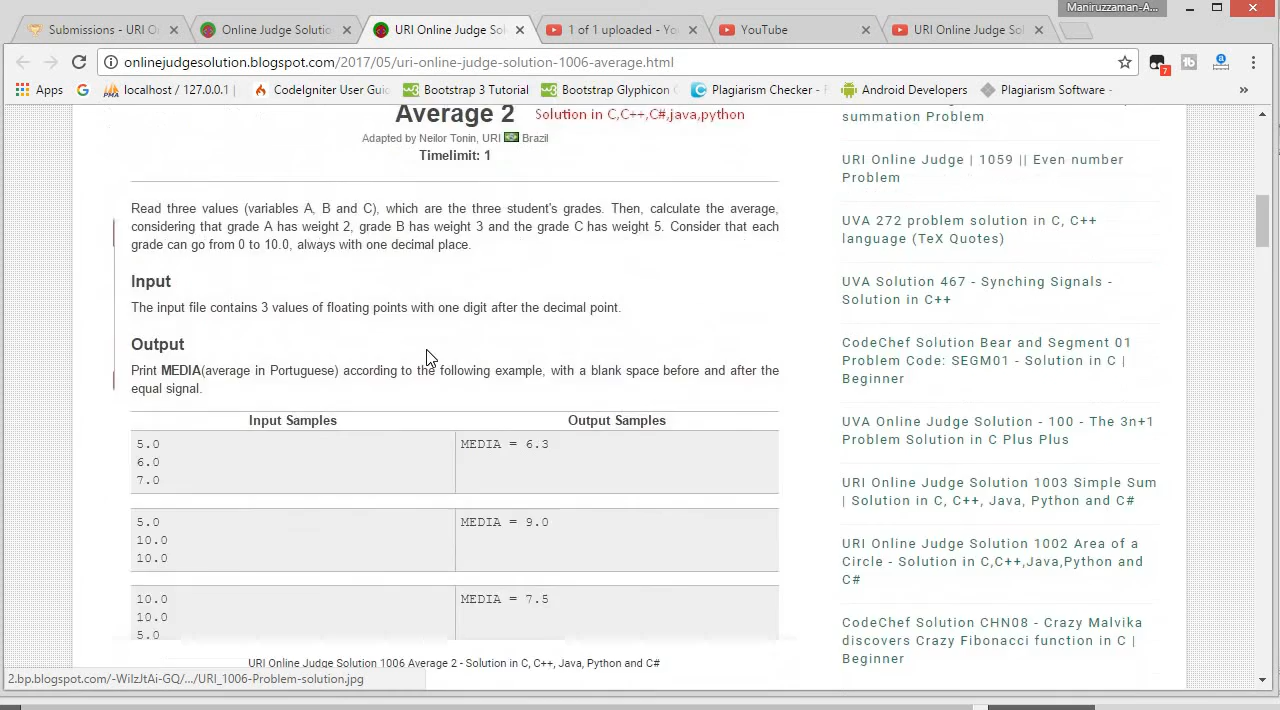 Maniruzzaman-A...
Submissions - URI O
Online Judge Solutio
URI Online Judge Sol
1 of 1 uploaded - Yo
YouTube
URI Online Judge Sol
onlinejudgesolution.blogspot.com/2017/05/uri-online-judge-solution-1006-average.html
7
Apps
localhost / 127.0.0.1
CodeIgniter User Guid
Bootstrap 3 Tutorial
Bootstrap Glyphicon
Plagiarism Checker -
Android Developers
Plagiarism Software -
»
Average 2 Solution in C,C++,C#,java,python
Adapted by Neilor Tonin, URI Brazil
Timelimit: 1
Read three values (variables A, B and C), which are the three student's grades. Then, calculate the average,
considering that grade A has weight 2, grade B has weight 3 and the grade C has weight 5. Consider that each
grade can go from 0 to 10.0, always with one decimal place.
Input
The input file contains 3 values of floating points with one digit after the decimal point.
Output
Print MEDIA(average in Portuguese) according to the following example, with a blank space before and after the
equal signal.
Input Samples Output Samples
5.0 MEDIA = 6.3
6.0
7.0
5.0 MEDIA = 9.0
10.0
10.0
10.0 MEDIA = 7.5
10.0
5.0
URI Online Judge Solution 1006 Average 2 - Solution in C, C++, Java, Python and C#
summation Problem
URI Online Judge | 1059 || Even number
Problem
UVA 272 problem solution in C, C++
language (TeX Quotes)
UVA Solution 467 - Synching Signals -
Solution in C++
CodeChef Solution Bear and Segment 01
Problem Code: SEGM01 - Solution in C |
Beginner
UVA Online Judge Solution - 100 - The 3n+1
Problem Solution in C Plus Plus
URI Online Judge Solution 1003 Simple Sum
| Solution in C, C++, Java, Python and C#
URI Online Judge Solution 1002 Area of a
Circle - Solution in C,C++,Java,Python and
C#
CodeChef Solution CHN08 - Crazy Malvika
discovers Crazy Fibonacci function in C |
Beginner
2.bp.blogspot.com/-WilzJtAi-GQ/.../URI_1006-Problem-solution.jpg